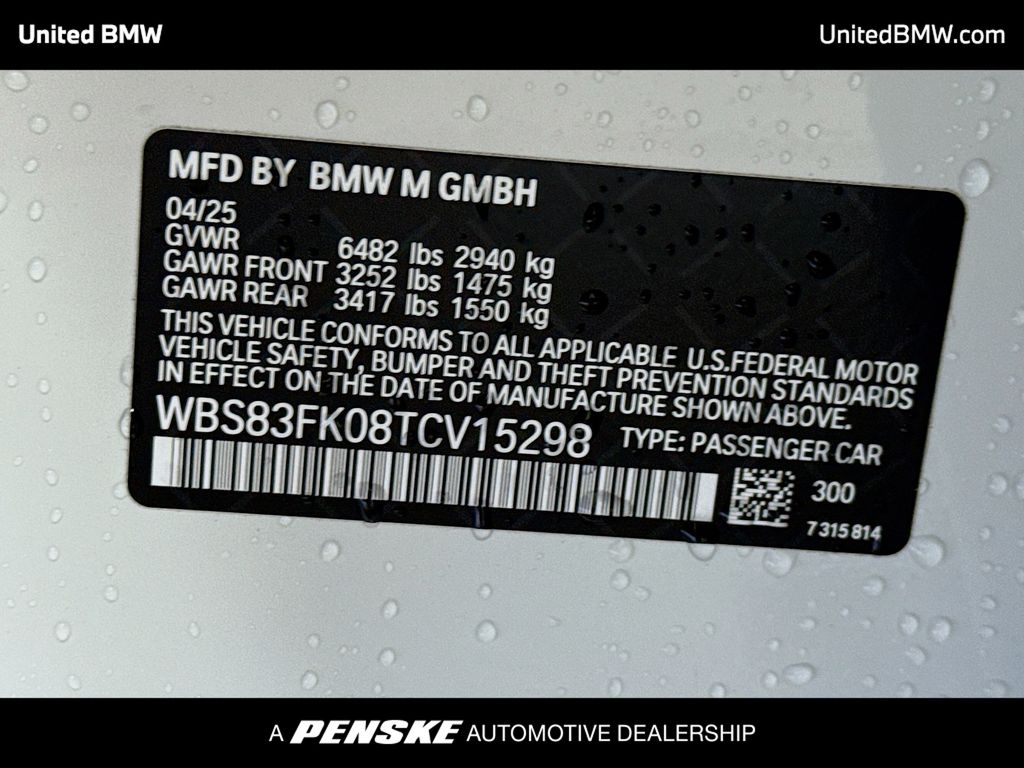 United BMW
UnitedBMW.com
MFD BY BMW M GMBH
04/25
GVWR 6482 lbs 2940 kg
GAWR FRONT 3252 lbs 1475 kg
GAWR REAR 3417 lbs 1550 kg
THIS VEHICLE CONFORMS TO ALL APPLICABLE U.S.FEDERAL MOTOR
VEHICLE SAFETY, BUMPER AND THEFT PREVENTION STANDARDS
IN EFFECT ON THE DATE OF MANUFACTURE SHOWN ABOVE.
WBS83FK08TCV15298 TYPE: PASSENGER CAR
300
7 315 814
A PENSKE AUTOMOTIVE DEALERSHIP